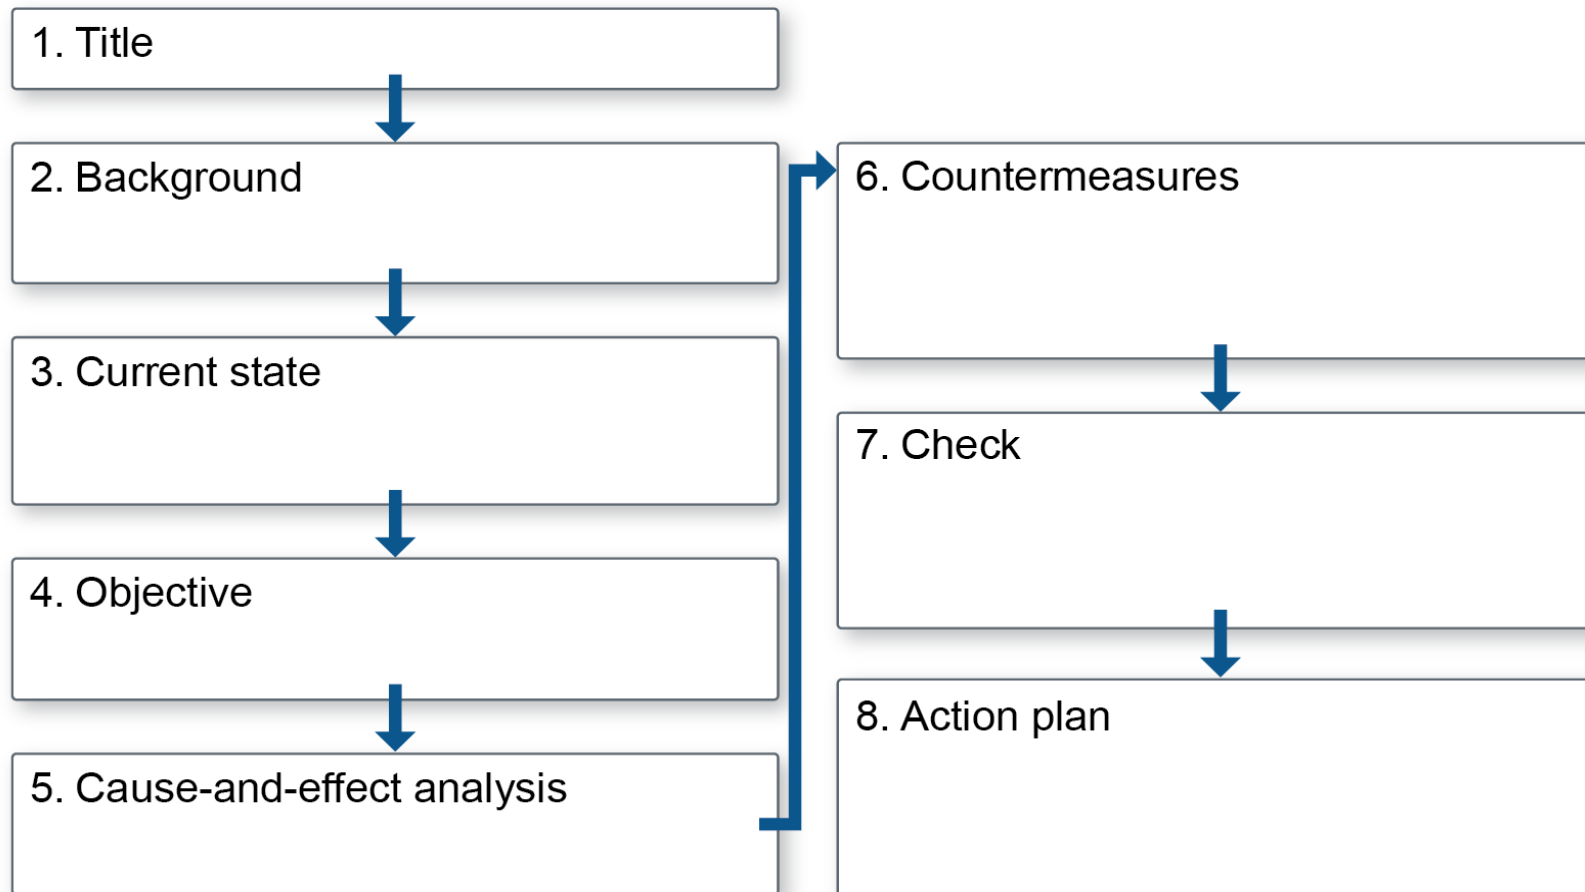 1. Title
2. Background
3. Current state
4. Objective
5. Cause-and-effect analysis
6. Countermeasures
7. Check
8. Action plan